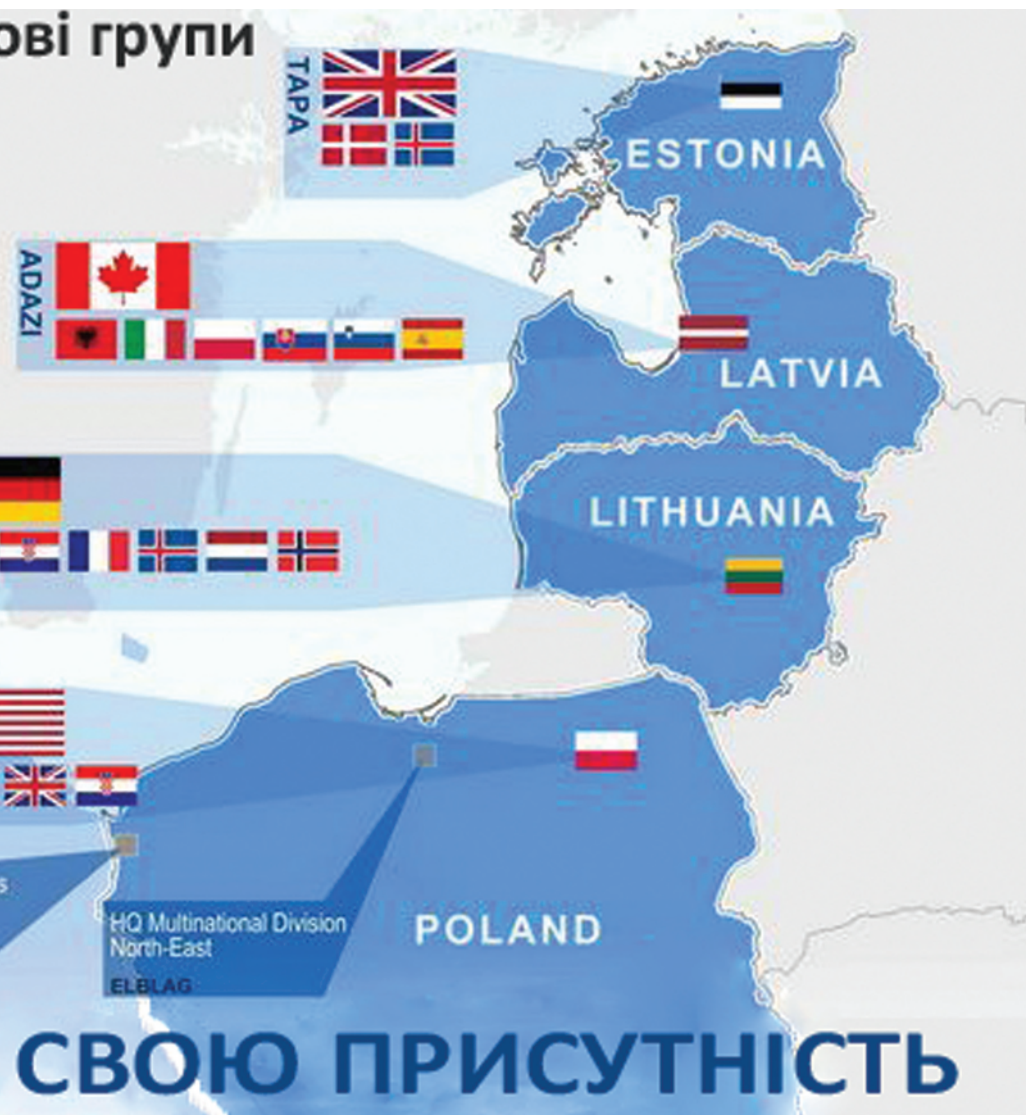 ові групи
TAPA
ESTONIA
ADAZI
LATVIA
LITHUANIA
s
HQ Multinational Division
North-East
ELBLAG
POLAND
СВОЮ ПРИСУТНІСТЬ